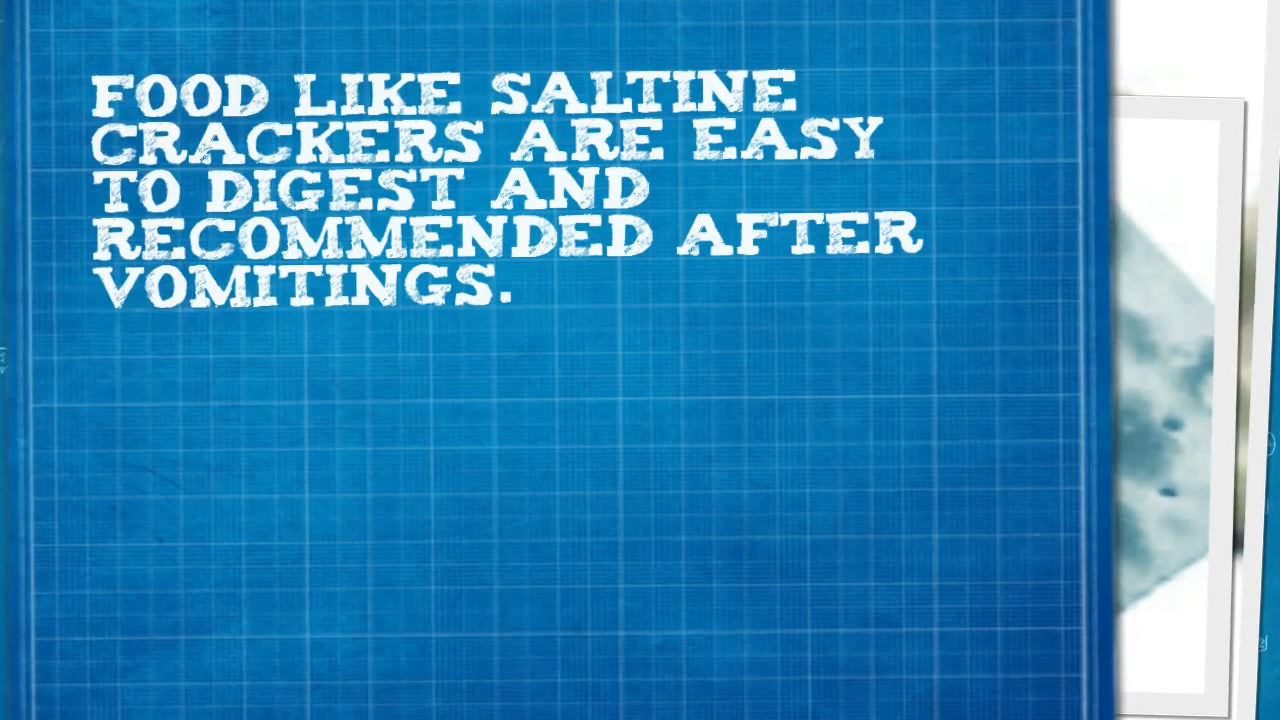 FOOD LIKE SALTINE
CRACKERS ARE EASY
TO DIGEST AND
RECOMMENDED AFTER
VOMITINGS.